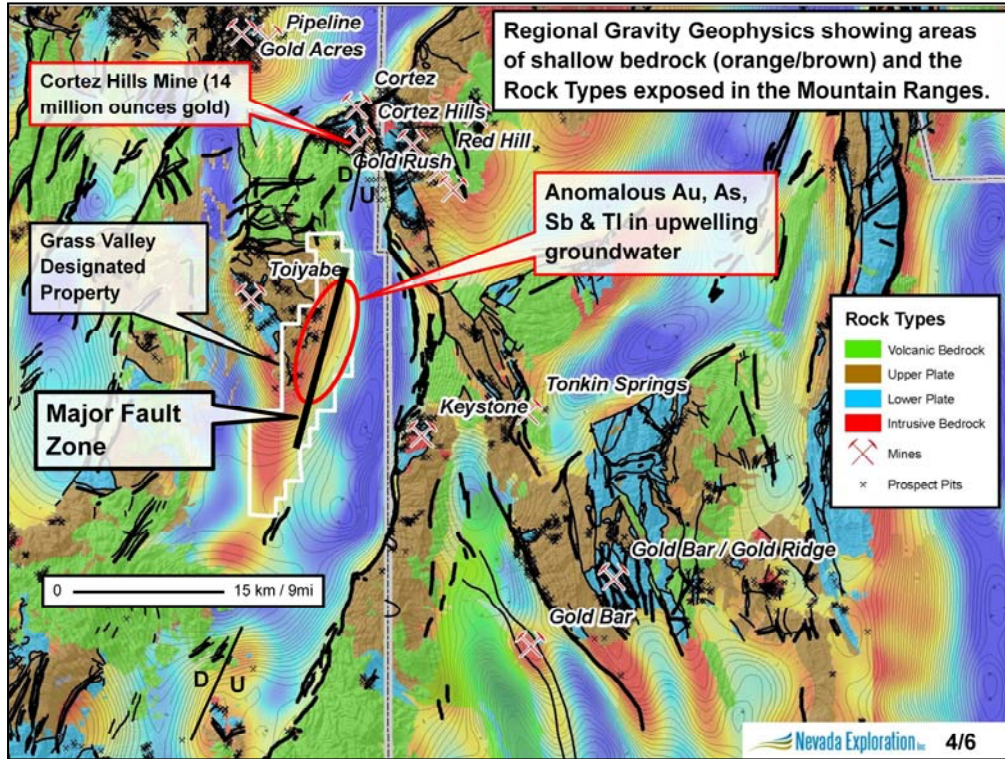 Pipeline
Gold Acres
Regional Gravity Geophysics showing areas
of shallow bedrock (orange/brown) and the
Rock Types exposed in the Mountain Ranges.
Cortez Hills Mine (14
million ounces gold)
Cortez
Cortez Hills
Red Hill
Gold Rush
D
U
Anomalous Au, As,
Sb & Tl in upwelling
groundwater
Grass Valley
Designated
Property
Toiyabe
Rock Types
Volcanic Bedrock
Upper Plate
Lower Plate
Intrusive Bedrock
Mines
Prospect Pits
Major Fault
Zone
Tonkin Springs
Keystone
Gold Bar / Gold Ridge
0 15 km / 9mi
Gold Bar
D U
Nevada Exploration Inc 4/6